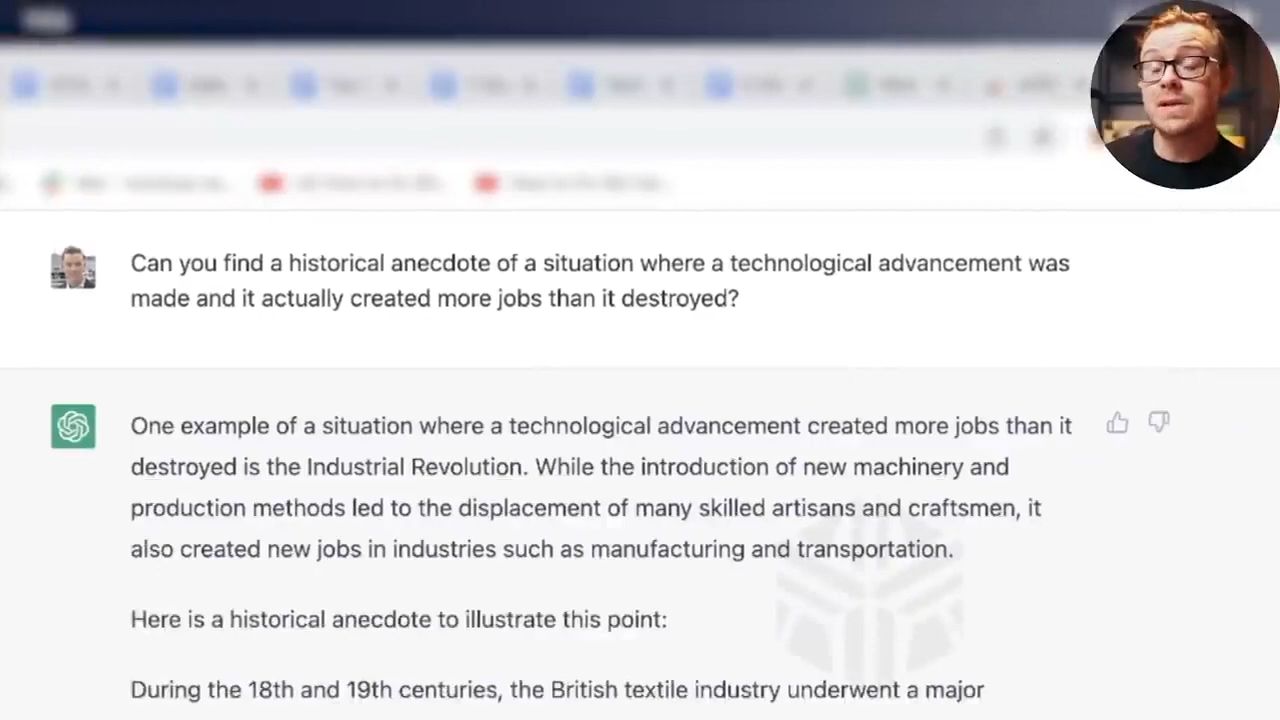 Can you find a historical anecdote of a situation where a technological advancement was
made and it actually created more jobs than it destroyed?
One example of a situation where a technological advancement created more jobs than it
destroyed is the Industrial Revolution. While the introduction of new machinery and
production methods led to the displacement of many skilled artisans and craftsmen, it
also created new jobs in industries such as manufacturing and transportation.
Here is a historical anecdote to illustrate this point:
During the 18th and 19th centuries, the British textile industry underwent a major